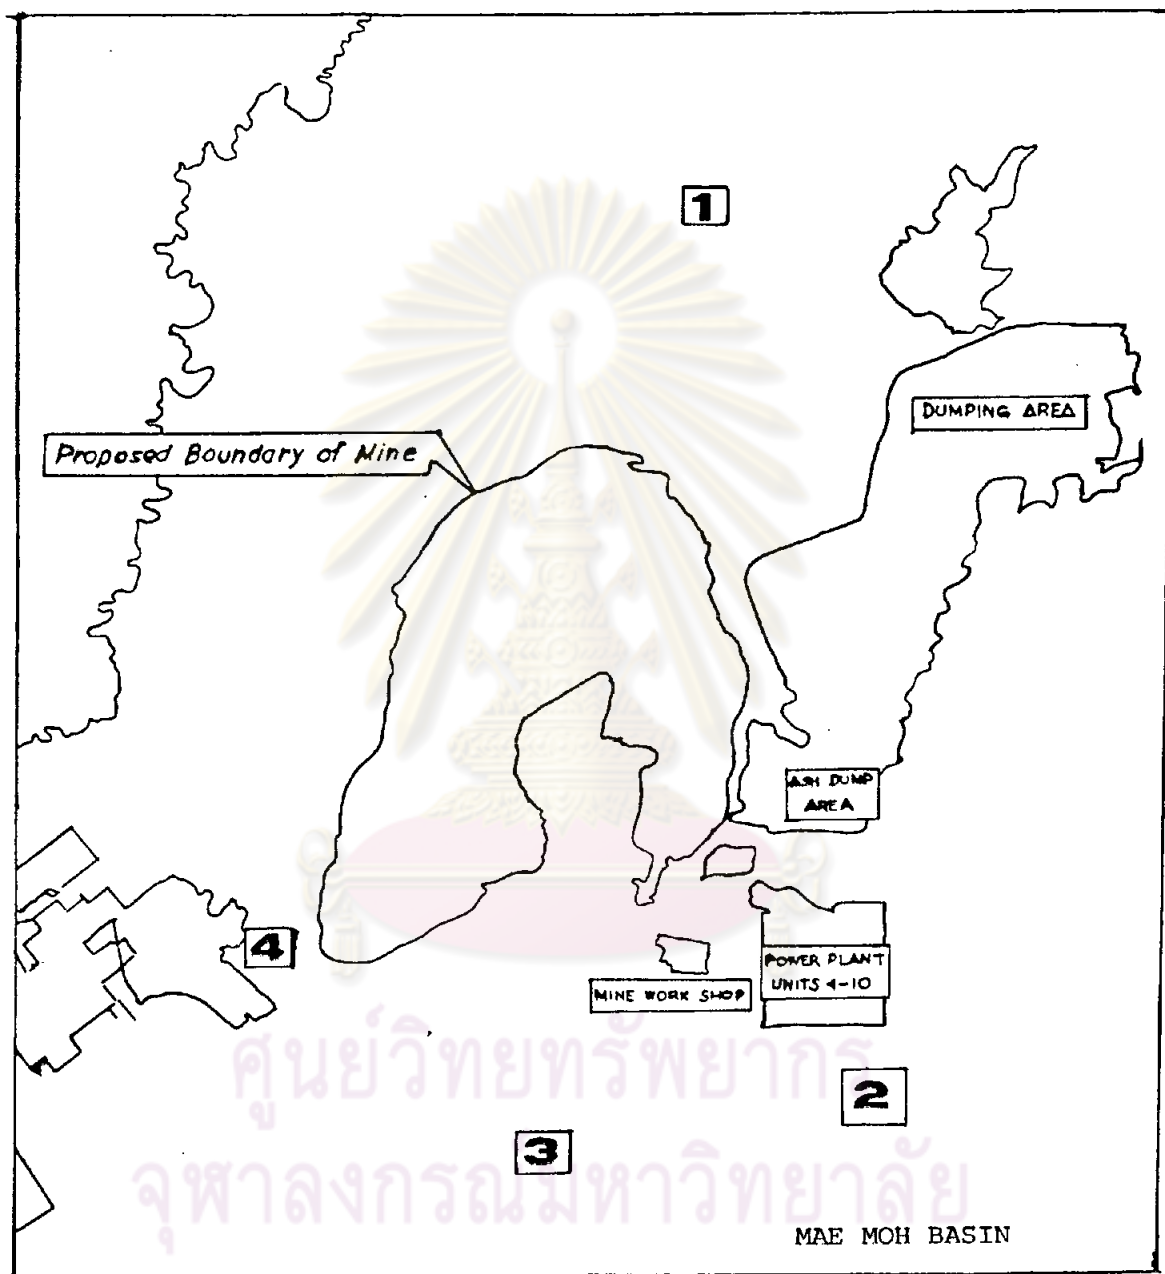 1
DUMPING AREA
Proposed Boundary of Mine
ASH DUMP
AREA
4
POWER PLANT
UNITS 4-10
MINE WORK SHOP
2
3
ศูนย์วิทยทรัพยากร
จุฬาลงกรณ์มหาวิทยาลัย
MAE MOH BASIN